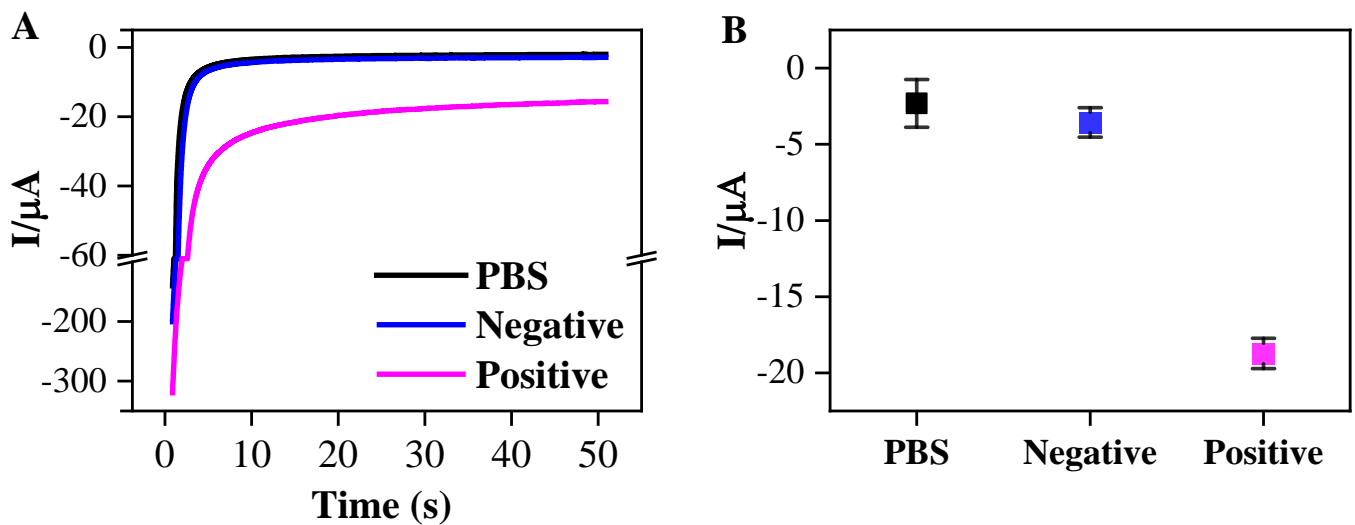 A
I/μA
0
-20
-40
-60
-200
-300
PBS
Negative
Positive
0 10 20 30 40 50
Time (s)
B
I/μA
0
-5
-10
-15
-20
PBS Negative Positive